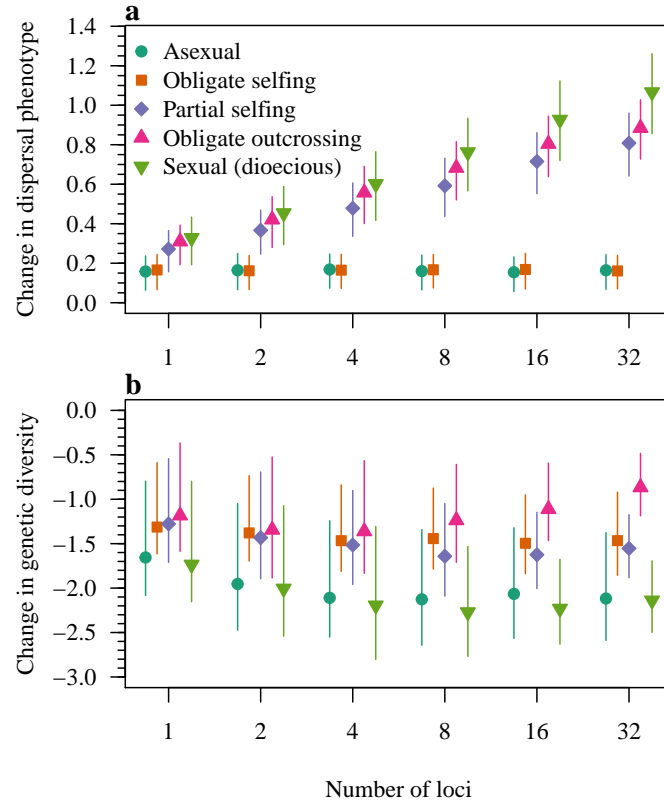 a
Change in dispersal phenotype
1.4
1.2
1.0
0.8
0.6
0.4
0.2
0.0
Asexual
Obligate selfing
Partial selfing
Obligate outcrossing
Sexual (dioecious)
1 2 4 8 16 32
b
Change in genetic diversity
0.0
−0.5
−1.0
−1.5
−2.0
−2.5
−3.0
1 2 4 8 16 32
Number of loci